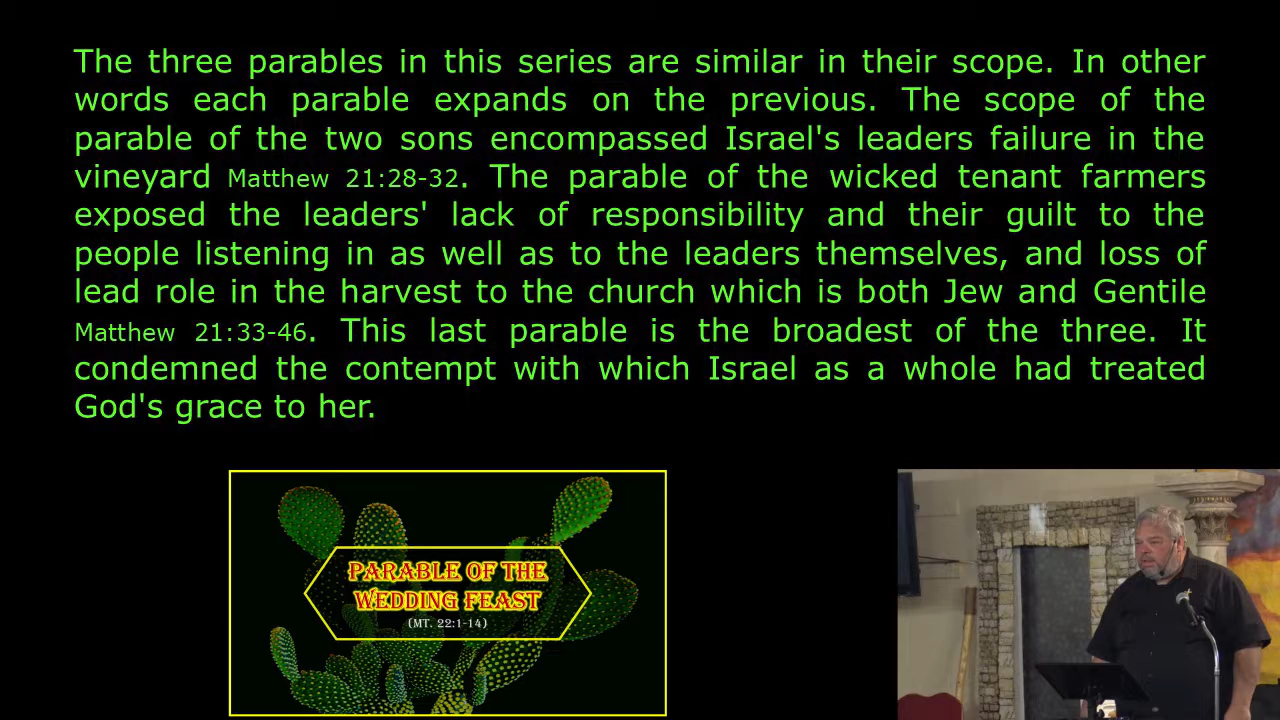 The three parables in this series are similar in their scope. In other
words each parable expands on the previous. The scope of the
parable of the two sons encompassed Israel's leaders failure in the
vineyard Matthew 21:28-32. The parable of the wicked tenant farmers
exposed the leaders' lack of responsibility and their guilt to the
people listening in as well as to the leaders themselves, and loss of
lead role in the harvest to the church which is both Jew and Gentile
Matthew 21:33-46. This last parable is the broadest of the three. It
condemned the contempt with which Israel as a whole had treated
God's grace to her.
PARABLE OF THE
WEDDING FEAST
(MT. 22:1-14)